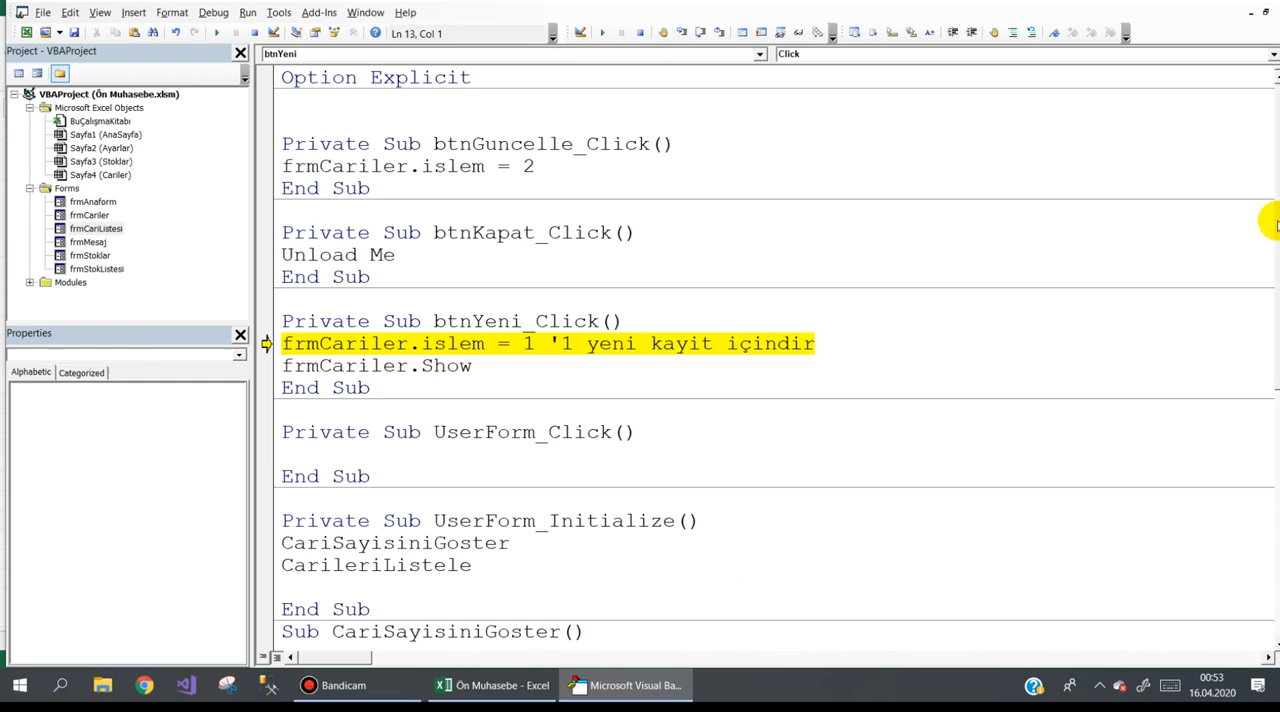 File Edit View Insert Format Debug Run Tools Add-Ins Window Help
Ln 13, Col 1
Project - VBAProject
btnYeni
Click
VBAProject (Ön Muhasebe.xlsm)
Microsoft Excel Objects
BuÇalışmaKitabı
Sayfa1 (AnaSayfa)
Sayfa2 (Ayarlar)
Sayfa3 (Stoklar)
Sayfa4 (Cariler)
Forms
frmAnaform
frmCariler
frmCariListesi
frmMesaj
frmStoklar
frmStokListesi
Modules
Properties
Alphabetic Categorized
Option Explicit
Private Sub btnGuncelle_Click()
frmCariler.islem = 2
End Sub
Private Sub btnKapat_Click()
Unload Me
End Sub
Private Sub btnYeni_Click()
frmCariler.islem = 1 '1 yeni kayit içindir
frmCariler.Show
End Sub
Private Sub UserForm_Click()
End Sub
Private Sub UserForm_Initialize()
CariSayisiniGoster
CarileriListele
End Sub
Sub CariSayisiniGoster()
Bandicam
Ön Muhasebe - Excel
Microsoft Visual Ba...
00:53
16.04.2020